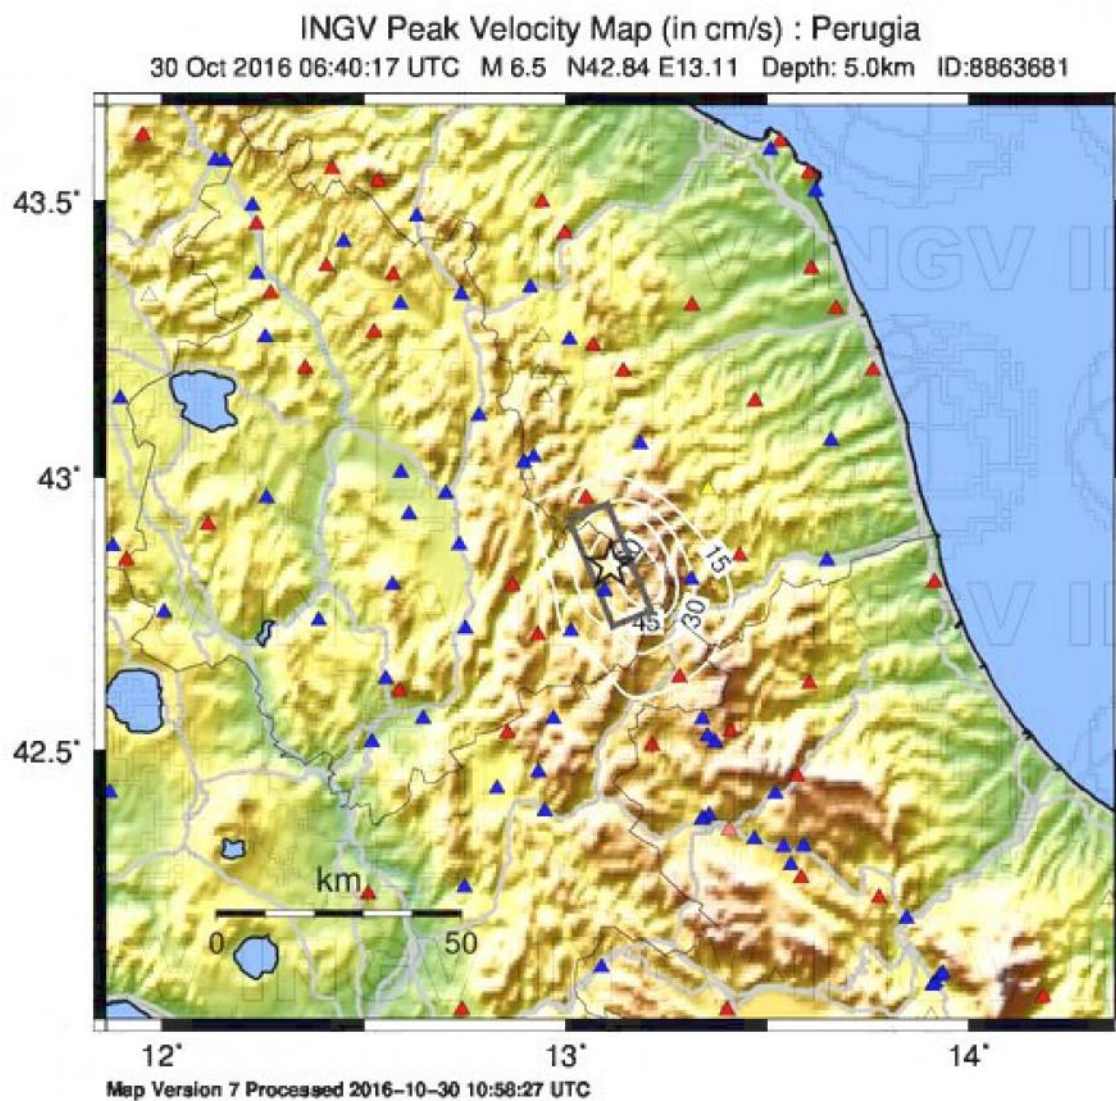 INGV Peak Velocity Map (in cm/s) : Perugia
30 Oct 2016 06:40:17 UTC M 6.5 N42.84 E13.11 Depth: 5.0km ID:8863681
43.5°
INGV INGV I
43°
15
30
45
42.5°
km
0 50
12° 13° 14°
Map Version 7 Processed 2016-10-30 10:58:27 UTC